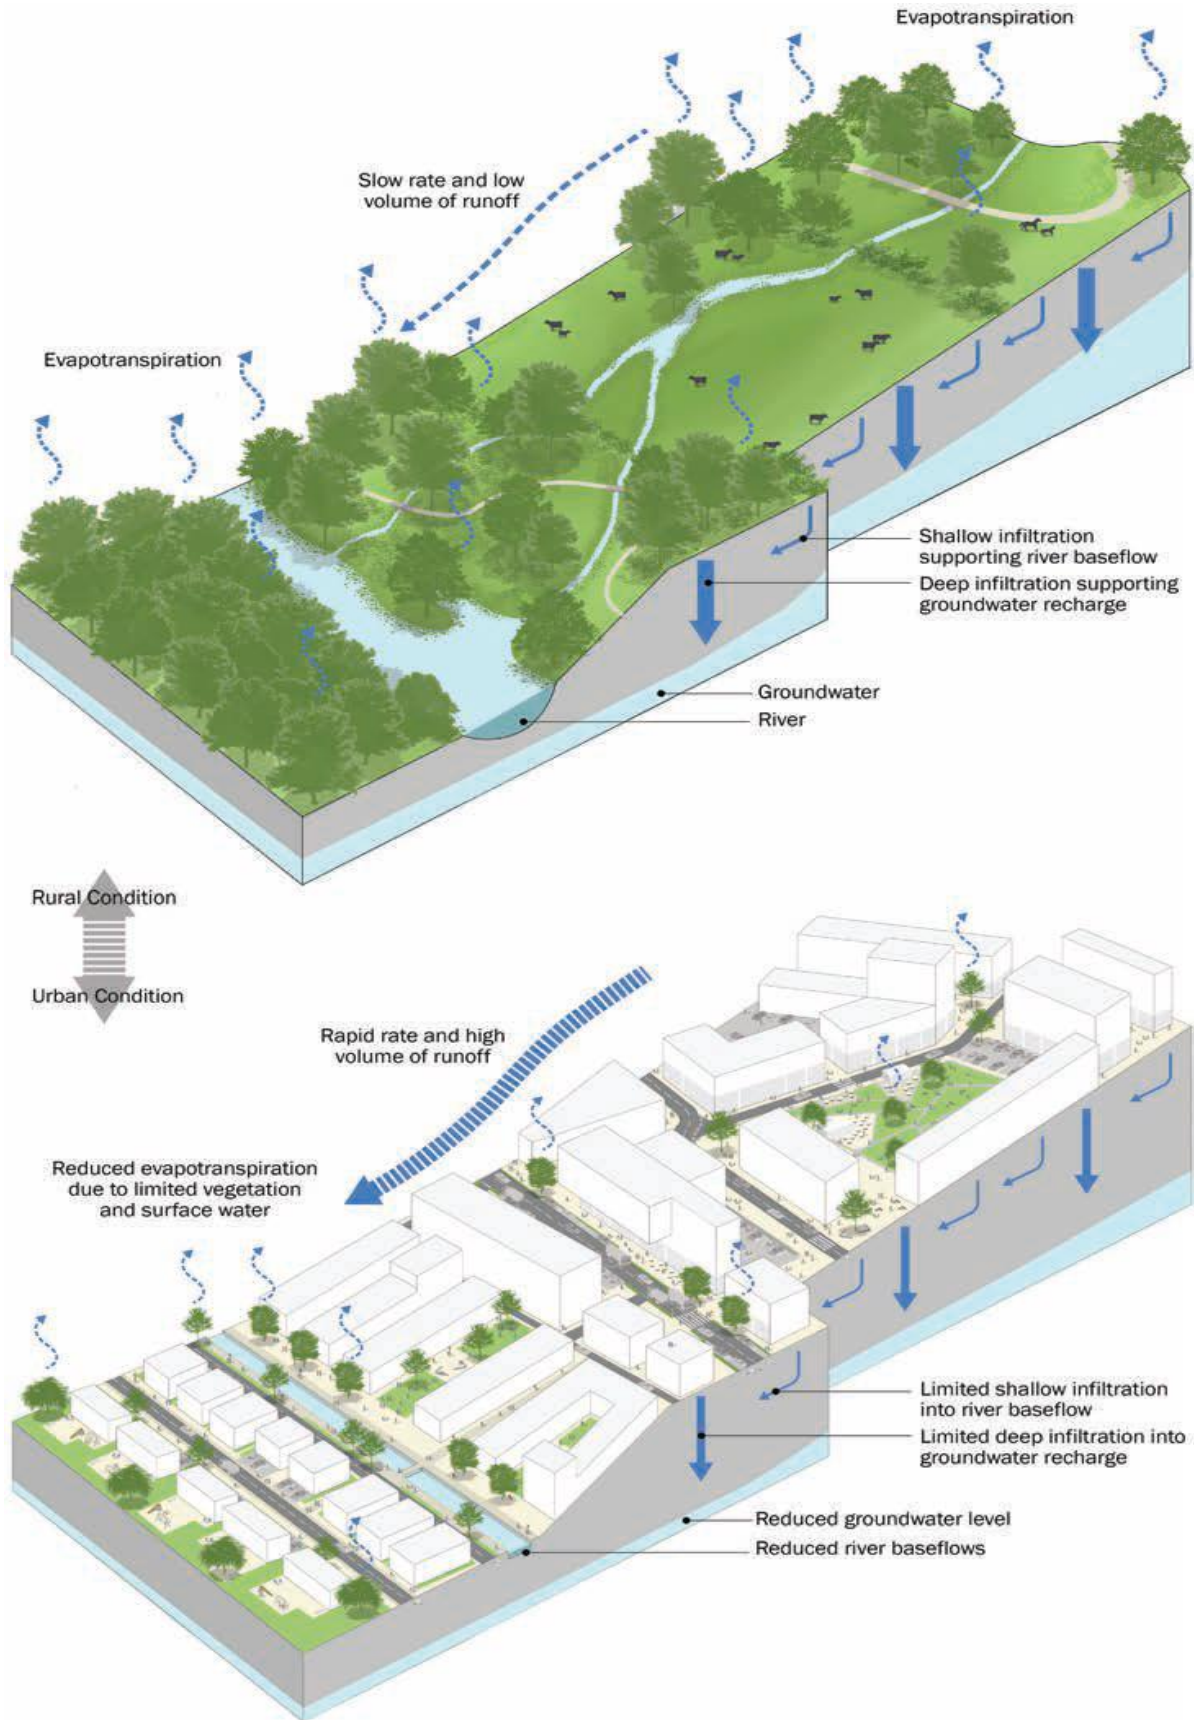 Evapotranspiration
Slow rate and low
volume of runoff
Evapotranspiration
Shallow infiltration
supporting river baseflow
Deep infiltration supporting
groundwater recharge
Groundwater
River
Rural Condition
Urban Condition
Rapid rate and high
volume of runoff
Reduced evapotranspiration
due to limited vegetation
and surface water
Limited shallow infiltration
into river baseflow
Limited deep infiltration into
groundwater recharge
Reduced groundwater level
Reduced river baseflows